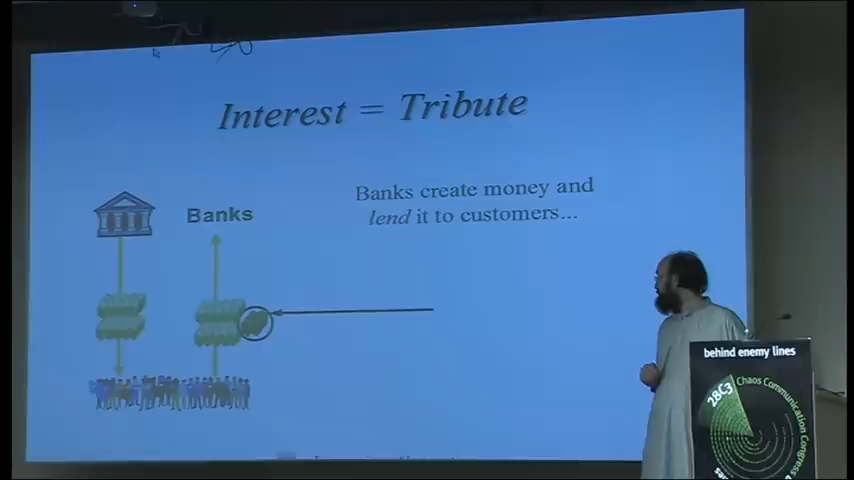 Interest = Tribute
Banks create money and
lend it to customers...
Banks
behind enemy lines
28C3
Chaos Communication Congress